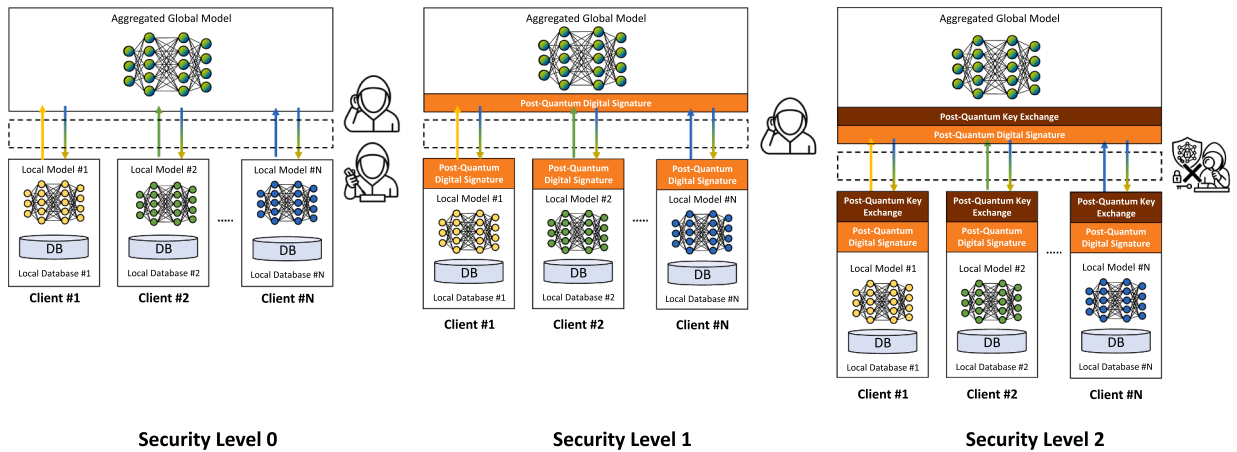 Aggregated Global Model
Local Model #1
Local Model #2
Local Model #N
.....
DB
DB
DB
Local Database #1
Local Database #2
Local Database #N
Client #1
Client #2
Client #N
Security Level 0
Aggregated Global Model
Post-Quantum Digital Signature
Post-Quantum
Digital Signature
Post-Quantum
Digital Signature
Post-Quantum
Digital Signature
Local Model #1
Local Model #2
Local Model #N
.....
DB
DB
DB
Local Database #1
Local Database #2
Local Database #N
Client #1
Client #2
Client #N
Security Level 1
Aggregated Global Model
Post-Quantum Key Exchange
Post-Quantum Digital Signature
Post-Quantum Key
Exchange
Post-Quantum Key
Exchange
Post-Quantum Key
Exchange
Post-Quantum
Digital Signature
Post-Quantum
Digital Signature
Post-Quantum
Digital Signature
.....
Local Model #1
Local Model #2
Local Model #N
DB
DB
DB
Local Database #1
Local Database #2
Local Database #N
Client #1
Client #2
Client #N
Security Level 2